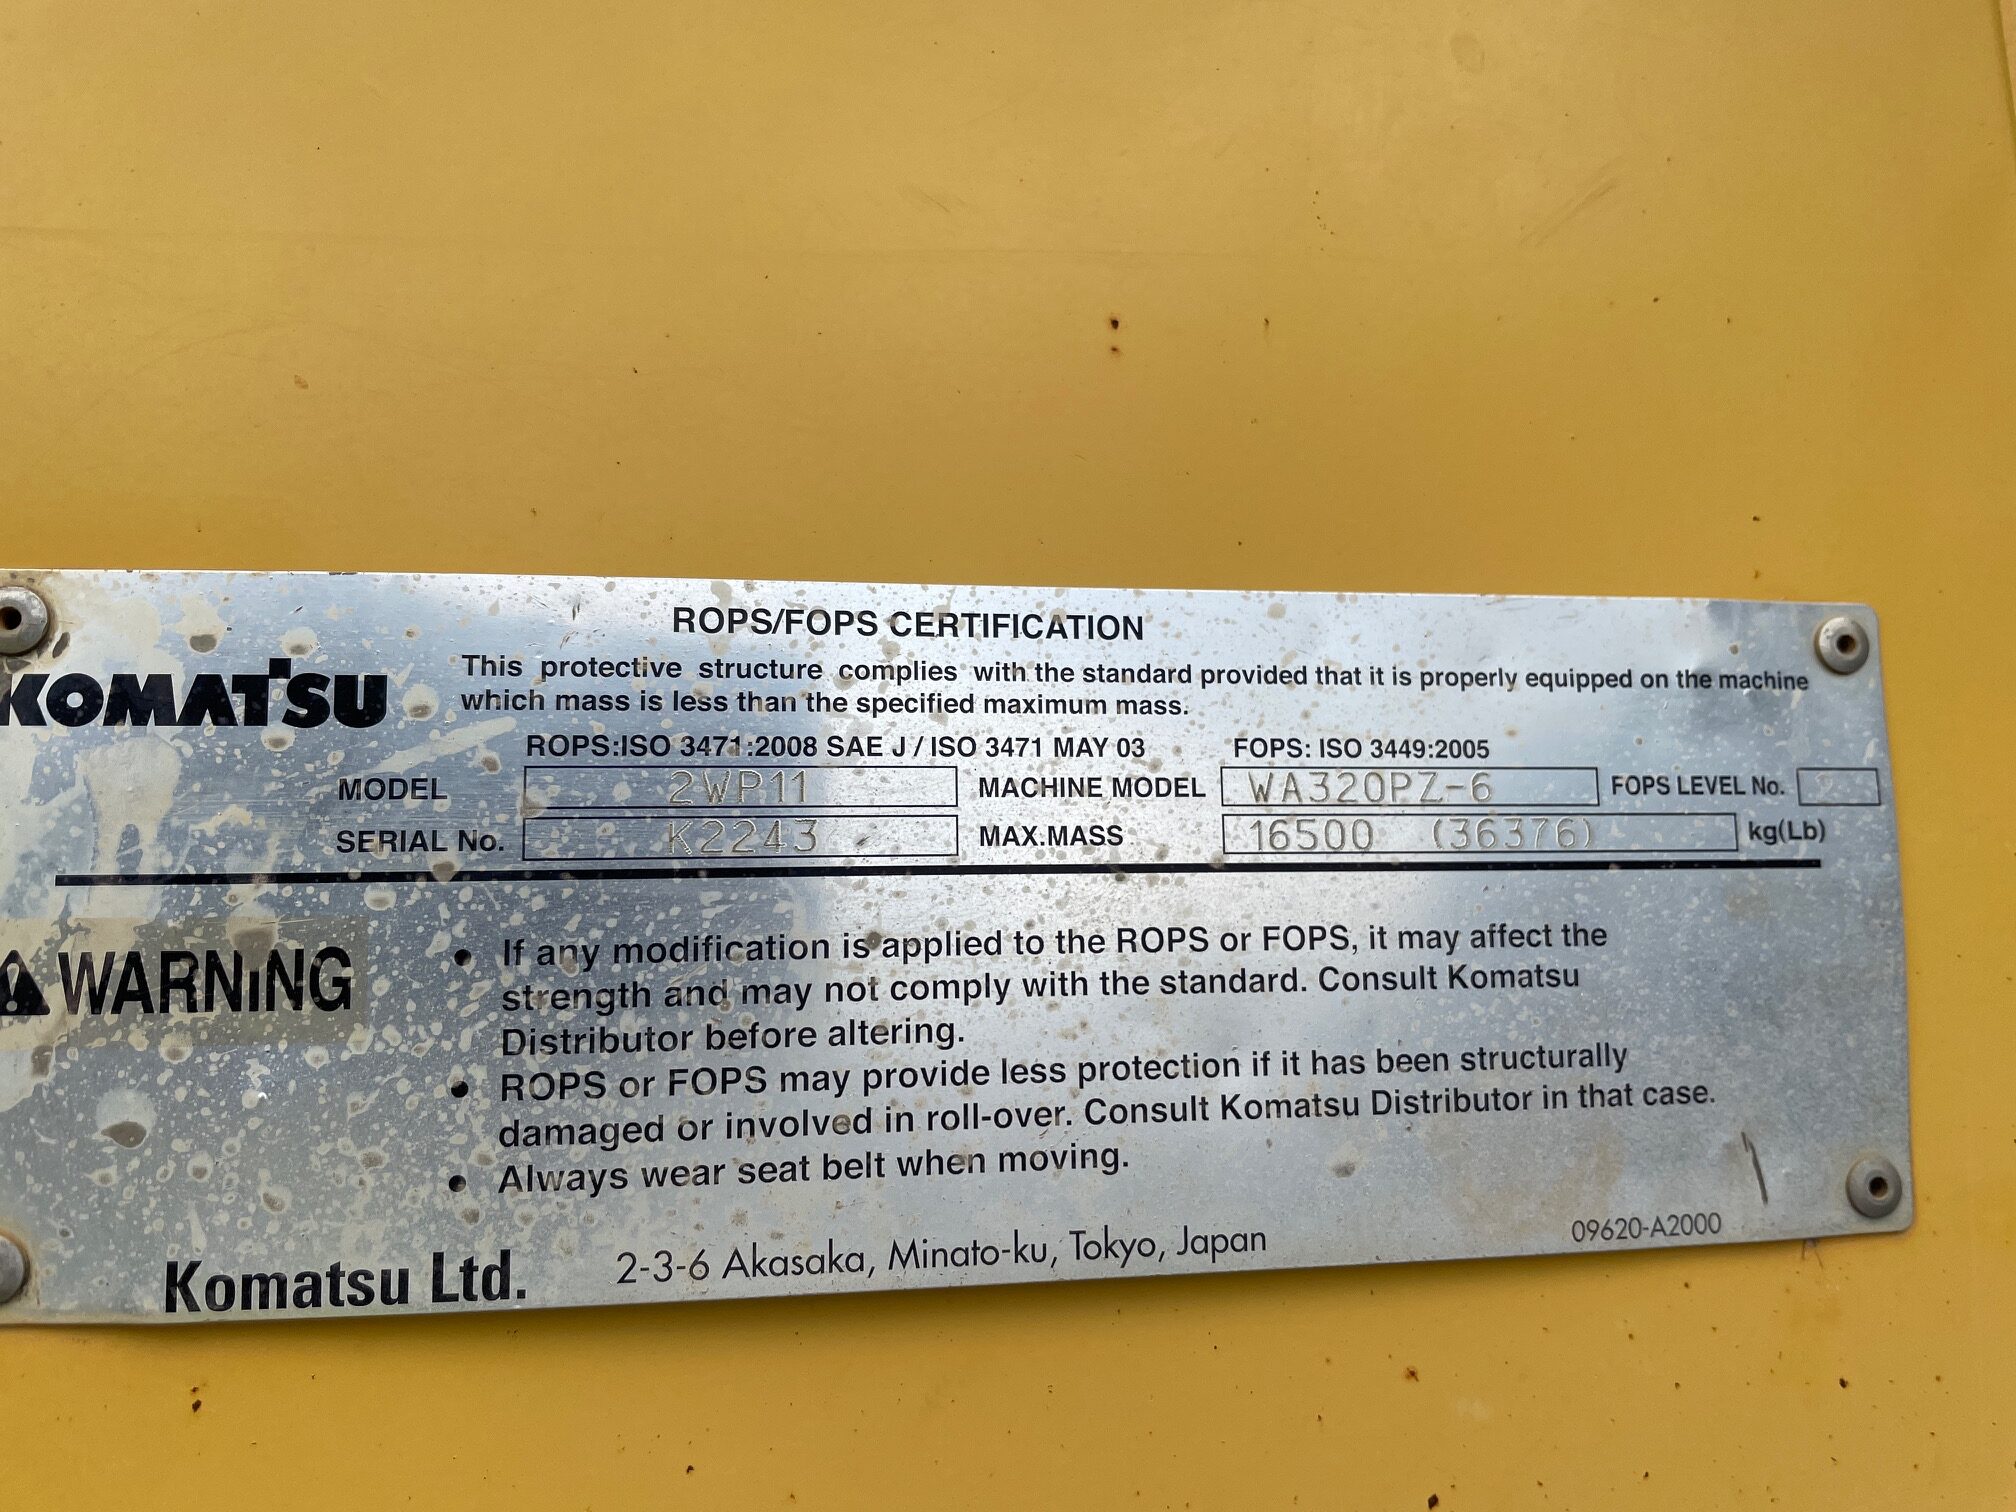 ROPS/FOPS CERTIFICATION
KOMATSU
This protective structure complies with the standard provided that it is properly equipped on the machine
which mass is less than the specified maximum mass.
ROPS:ISO 3471:2008 SAE J / ISO 3471 MAY 03 FOPS: ISO 3449:2005
MODEL 2WP11 MACHINE MODEL WA320PZ-6 FOPS LEVEL No. 2
SERIAL No. K2243 MAX.MASS 16500 (36376) kg(Lb)
WARNING
• If any modification is applied to the ROPS or FOPS, it may affect the
strength and may not comply with the standard. Consult Komatsu
Distributor before altering.
• ROPS or FOPS may provide less protection if it has been structurally
damaged or involved in roll-over. Consult Komatsu Distributor in that case.
• Always wear seat belt when moving.
Komatsu Ltd. 2-3-6 Akasaka, Minato-ku, Tokyo, Japan
09620-A2000